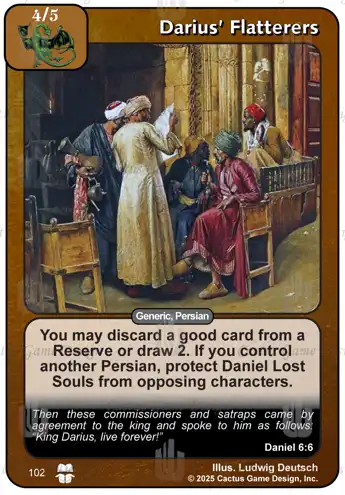 4/5
Darius' Flatterers
Generic, Persian
You may discard a good card from a
Reserve or draw 2. If you control
another Persian, protect Daniel Lost
Souls from opposing characters.
Then these commissioners and satraps came by
agreement to the king and spoke to him as follows:
"King Darius, live forever!"
Daniel 6:6
Illus. Ludwig Deutsch
102
© 2025 Cactus Game Design, Inc.